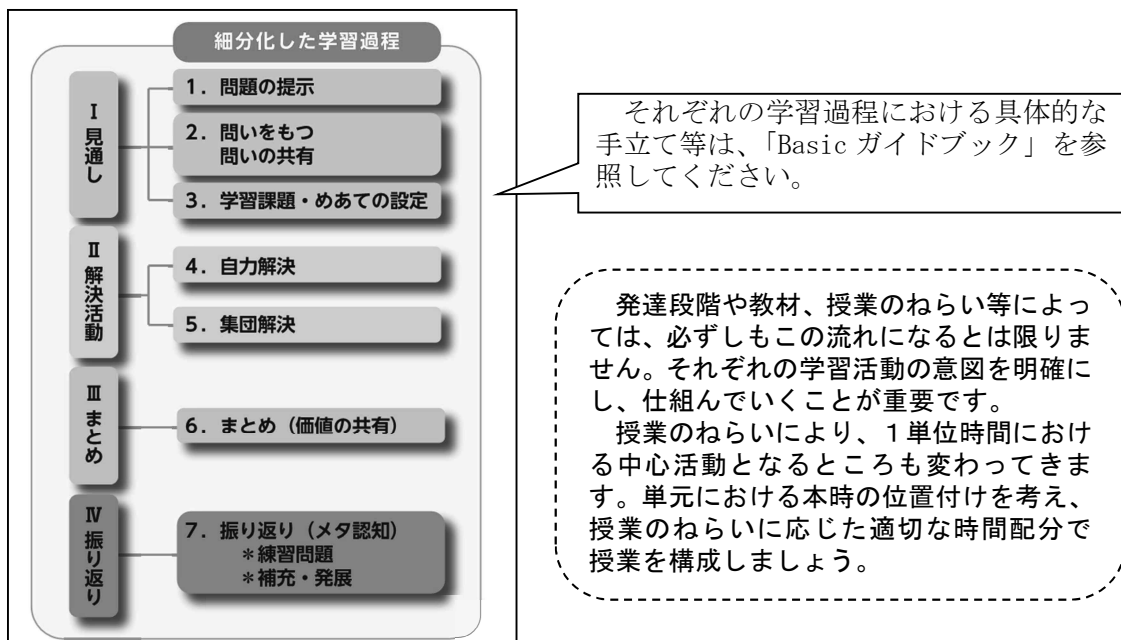 細分化した学習過程
Ⅰ 見通し
1．問題の提示
2．問いをもつ
問いの共有
3．学習課題・めあての設定
Ⅱ 解決活動
4．自力解決
5．集団解決
Ⅲ まとめ
6．まとめ（価値の共有）
Ⅳ 振り返り
7．振り返り（メタ認知）
＊練習問題
＊補充・発展
それぞれの学習過程における具体的な
手立て等は、「Basic ガイドブック」を参
照してください。
発達段階や教材、授業のねらい等によっ
ては、必ずしもこの流れになるとは限りま
せん。それぞれの学習活動の意図を明確に
し、仕組んでいくことが重要です。
授業のねらいにより、１単位時間におけ
る中心活動となるところも変わってきま
す。単元における本時の位置付けを考え、
授業のねらいに応じた適切な時間配分で
授業を構成しましょう。